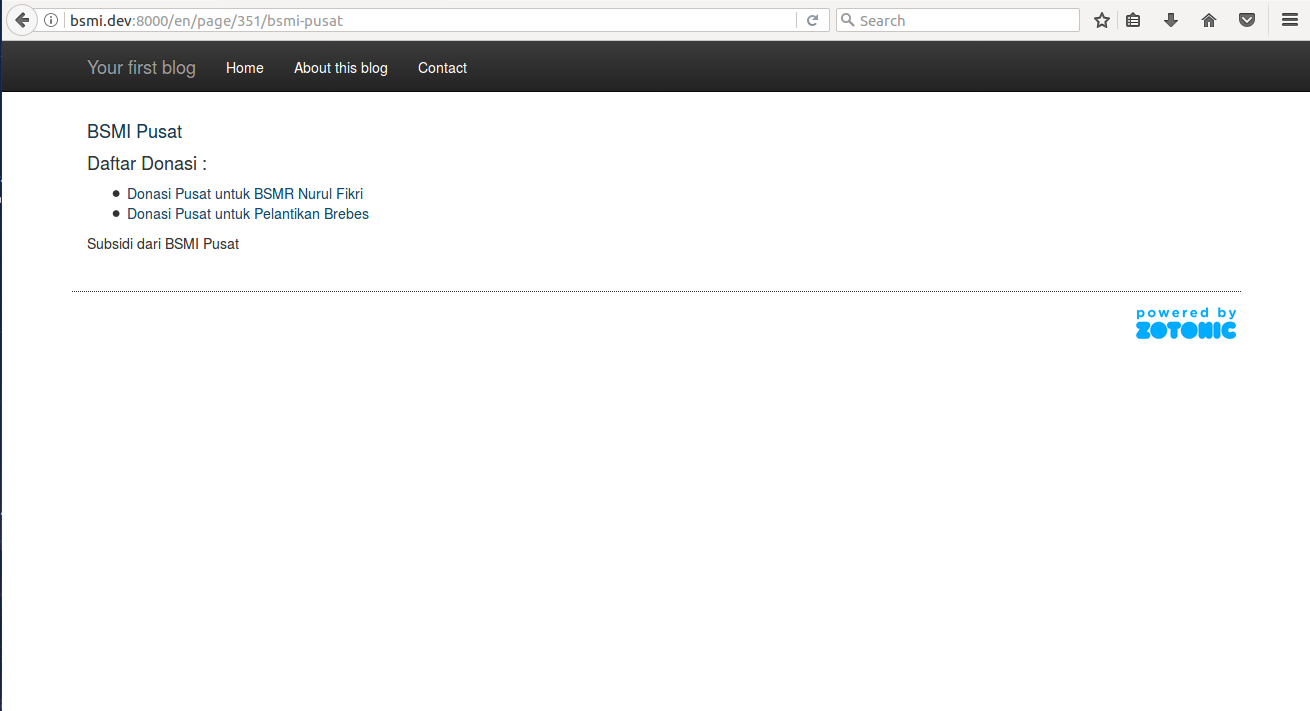 bsmi.dev:8000/en/page/351/bsmi-pusat
Search
Your first blog
Home
About this blog
Contact
BSMI Pusat
Daftar Donasi :
Donasi Pusat untuk BSMR Nurul Fikri
Donasi Pusat untuk Pelantikan Brebes
Subsidi dari BSMI Pusat
powered by
ZOTONIC